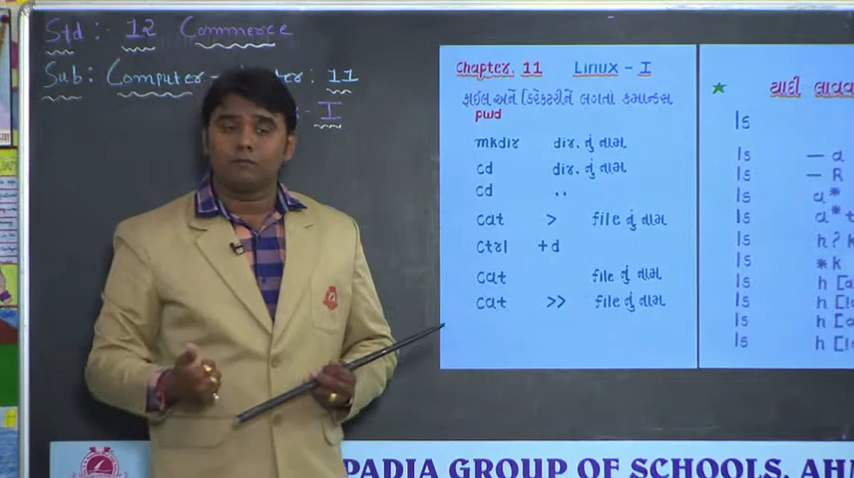 Std : 12 Commerce
Sub : Computer - : 11
- I
Chapter. 11 Linux - I
ફાઈલ અને ડિરેક્ટરીને લગતાં કમાન્ડસ
pwd
mkdir dir. નું નામ
cd dir. નું નામ
cd ..
cat > file નું નામ
ctrl +d
cat file નું નામ
cat >> file નું નામ
★ યાદી
ls
ls - a
ls - R
ls a*
ls a* t
ls h ? k
ls * k
ls h [a
ls h
ls h [a
ls h
PADIA GROUP OF SCHOOLS, AH